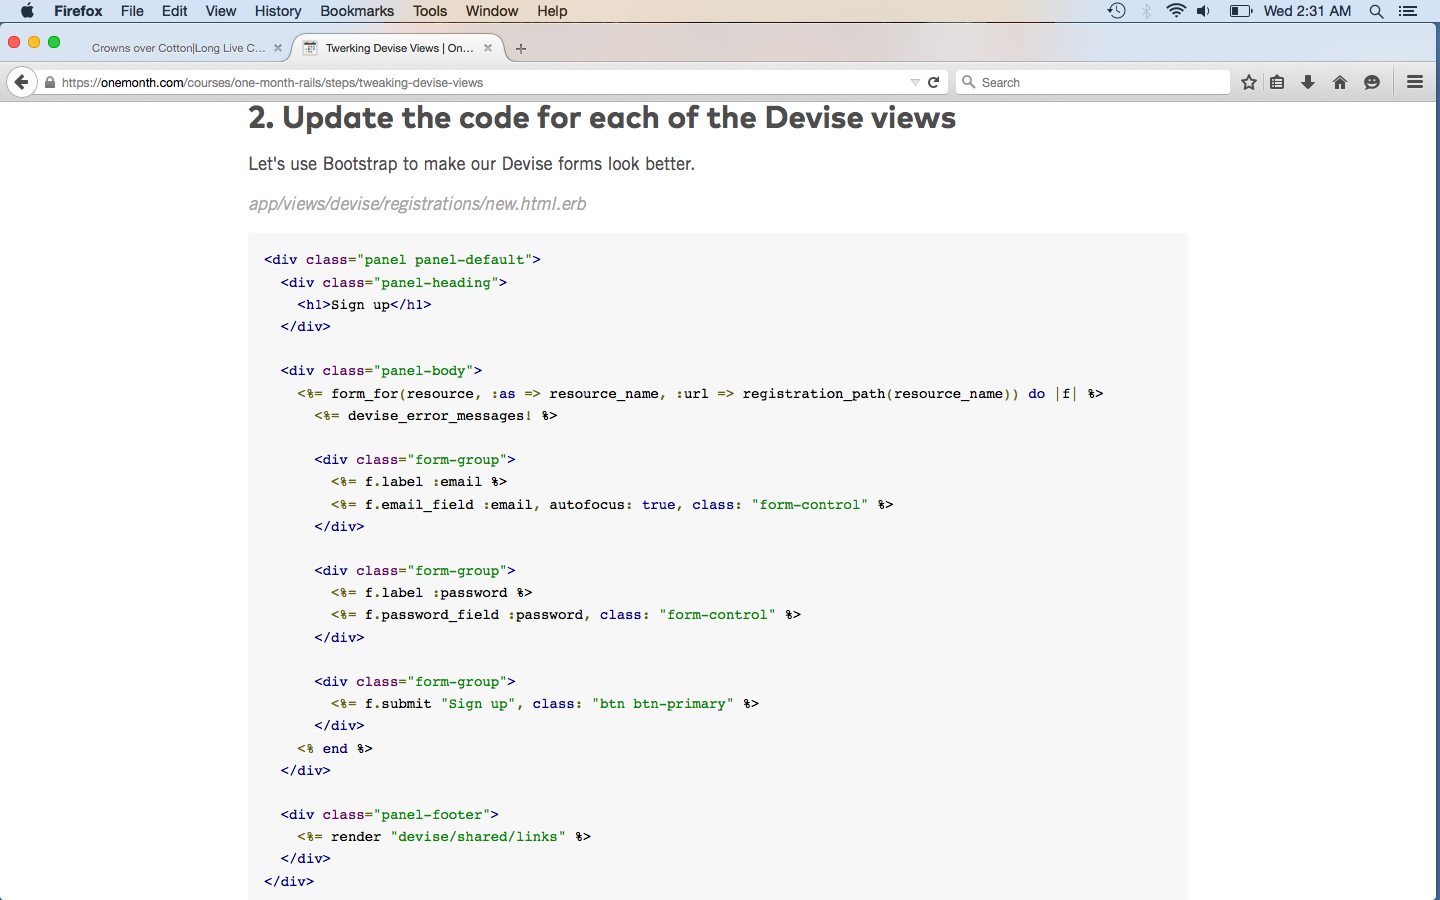 Firefox File Edit View History Bookmarks Tools Window Help Wed 2:31 AM
Crowns over Cotton|Long Live C... Twerking Devise Views | On...
https://onemonth.com/courses/one-month-rails/steps/tweaking-devise-views Search
2. Update the code for each of the Devise views
Let's use Bootstrap to make our Devise forms look better.
app/views/devise/registrations/new.html.erb
<div class="panel panel-default">
  <div class="panel-heading">
    <h1>Sign up</h1>
  </div>
  <div class="panel-body">
    <%= form_for(resource, :as => resource_name, :url => registration_path(resource_name)) do |f| %>
      <%= devise_error_messages! %>
      <div class="form-group">
        <%= f.label :email %>
        <%= f.email_field :email, autofocus: true, class: "form-control" %>
      </div>
      <div class="form-group">
        <%= f.label :password %>
        <%= f.password_field :password, class: "form-control" %>
      </div>
      <div class="form-group">
        <%= f.submit "Sign up", class: "btn btn-primary" %>
      </div>
    <% end %>
  </div>
  <div class="panel-footer">
    <%= render "devise/shared/links" %>
  </div>
</div>